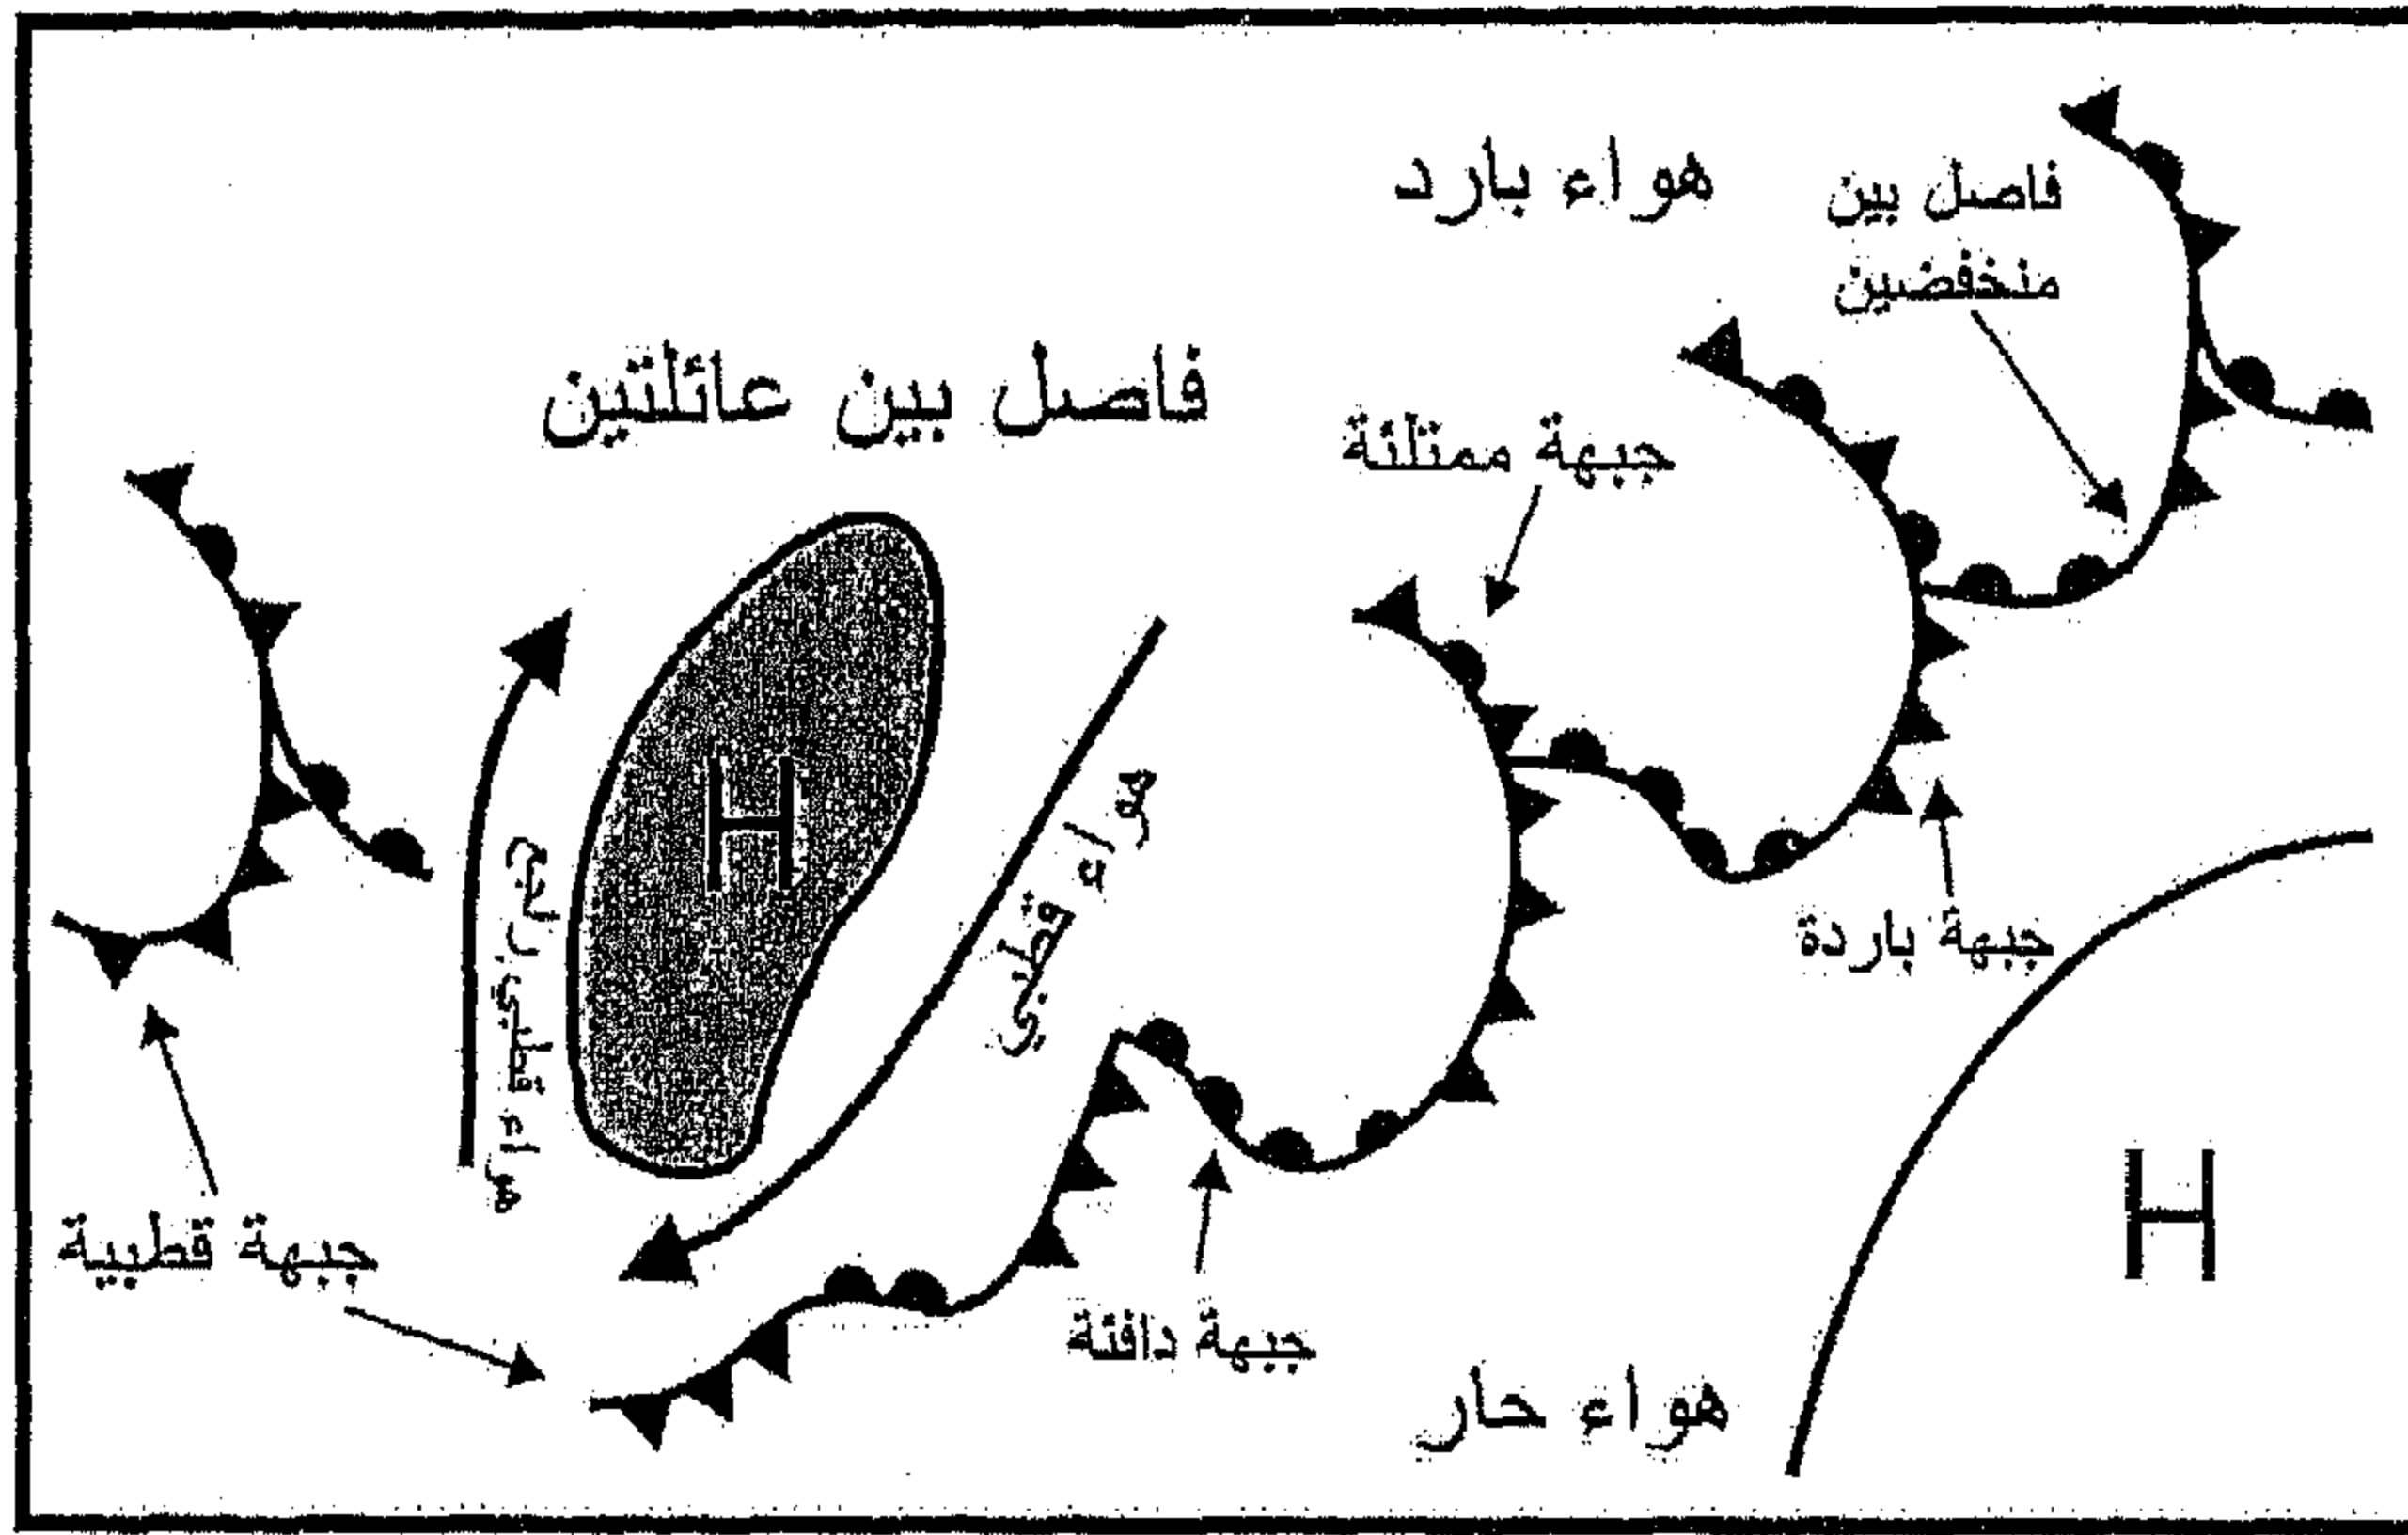 هواء بارد
فاصل بين
منخفضين
فاصل بين عائلتين
جبهة ممتلئة
H
هواء قطبي
هواء قطبي راجع
جبهة باردة
جبهة قطبية
جبهة دافئة
H
هواء حار